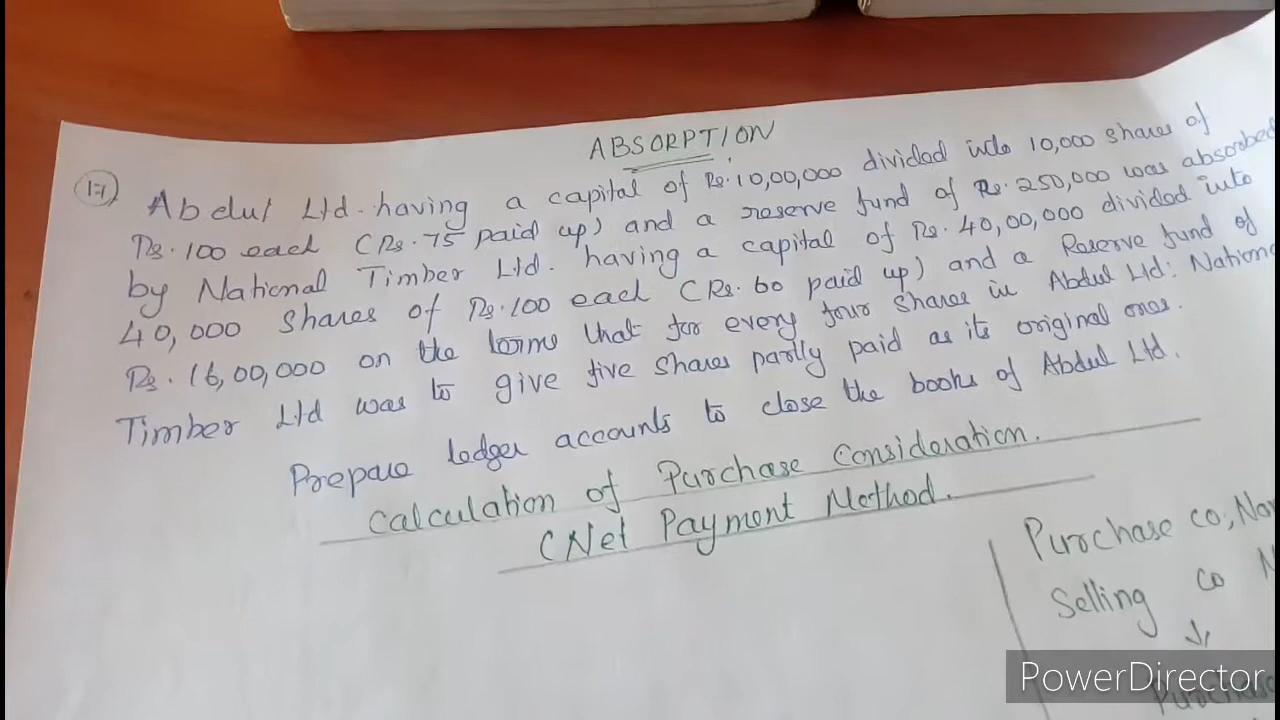 ABSORPTION
17) Abdul Ltd. having a capital of Rs. 10,00,000 divided into 10,000 shares of
Rs. 100 each (Rs. 75 paid up) and a reserve fund of Rs. 250,000 was absorbed
by National Timber Ltd. having a capital of Rs. 40,00,000 divided into
40,000 shares of Rs. 100 each (Rs. 60 paid up) and a Reserve fund of
Rs. 16,00,000 on the terms that for every four shares in Abdul Ltd: National
Timber Ltd was to give five shares partly paid as its original ones.
Prepare ledger accounts to close the books of Abdul Ltd.
Calculation of Purchase Consideration.
(Net Payment Method.
Purchase co,
Selling co
↓
PowerDirector